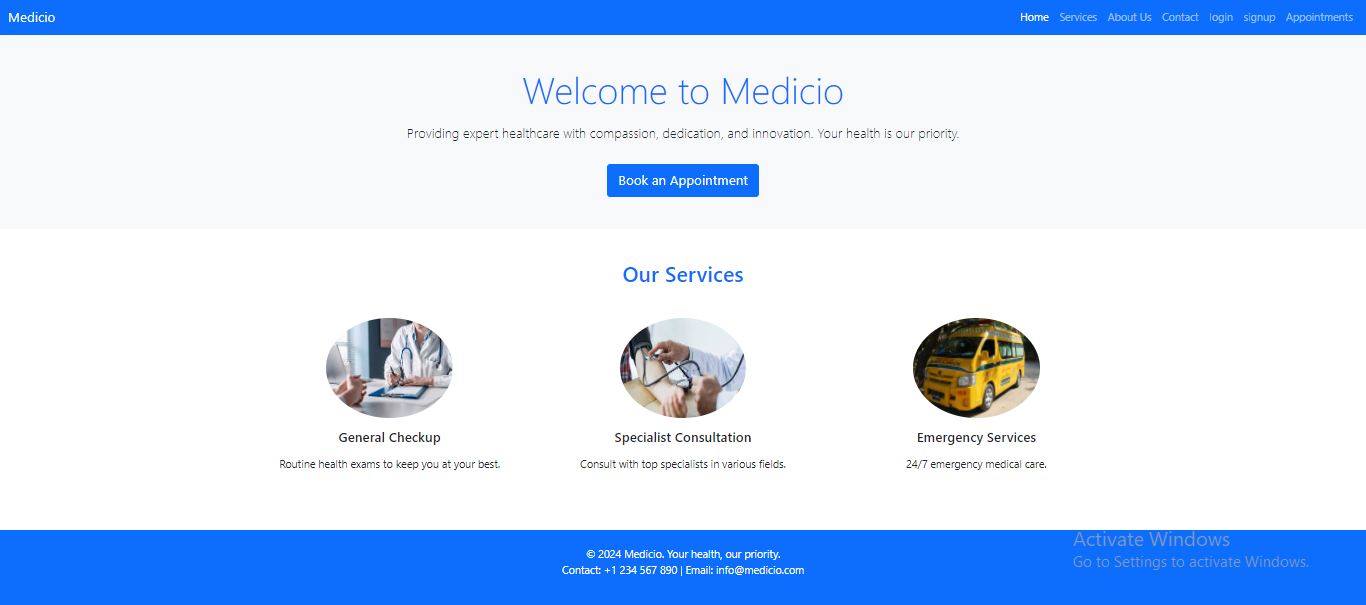 Medicio
Home Services About Us Contact login signup Appointments
Welcome to Medicio
Providing expert healthcare with compassion, dedication, and innovation. Your health is our priority.
Book an Appointment
Our Services
General Checkup
Specialist Consultation
Emergency Services
Routine health exams to keep you at your best.
Consult with top specialists in various fields.
24/7 emergency medical care.
© 2024 Medicio. Your health, our priority.
Contact: +1 234 567 890 | Email: info@medicio.com
Activate Windows
Go to Settings to activate Windows.